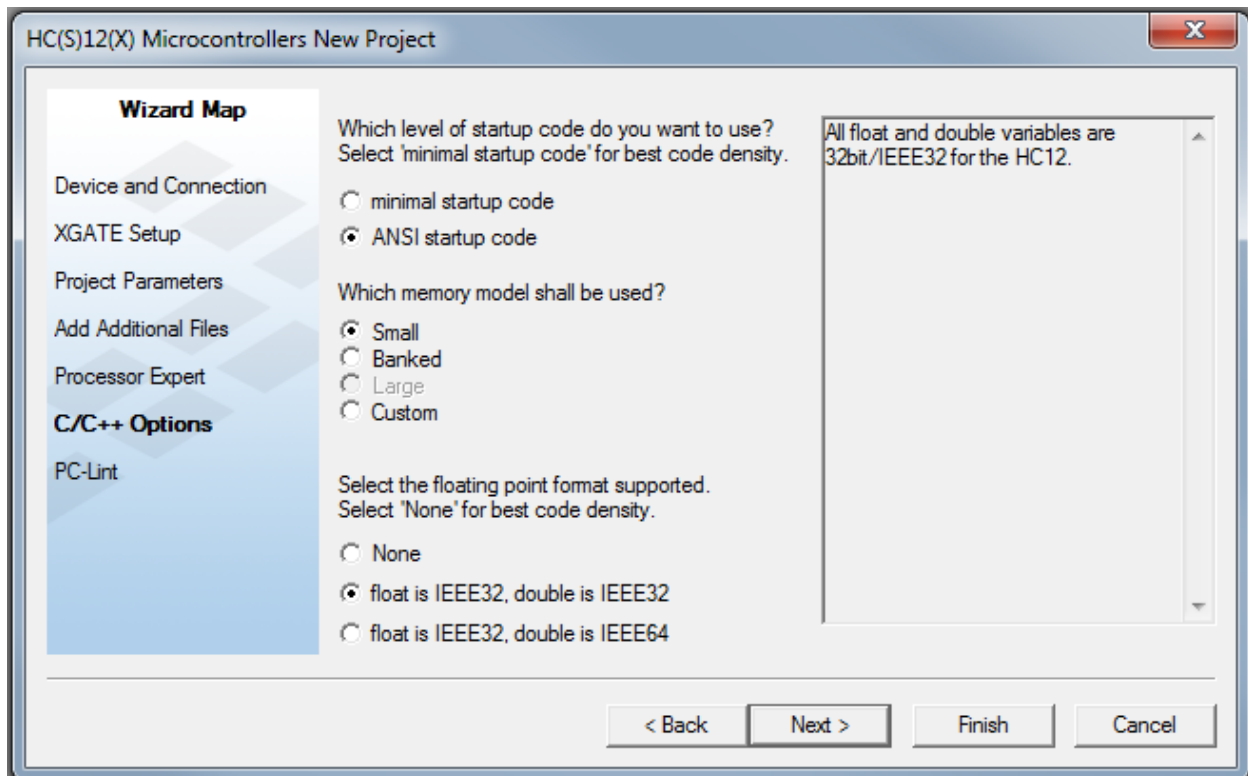 HC(S)12(X) Microcontrollers New Project
X
Wizard Map
Device and Connection
XGATE Setup
Project Parameters
Add Additional Files
Processor Expert
C/C++ Options
PC-Lint
Which level of startup code do you want to use?
Select 'minimal startup code' for best code density.
minimal startup code
ANSI startup code
Which memory model shall be used?
Small
Banked
Large
Custom
Select the floating point format supported.
Select 'None' for best code density.
None
float is IEEE32, double is IEEE32
float is IEEE32, double is IEEE64
All float and double variables are
32bit/IEEE32 for the HC12.
< Back
Next >
Finish
Cancel